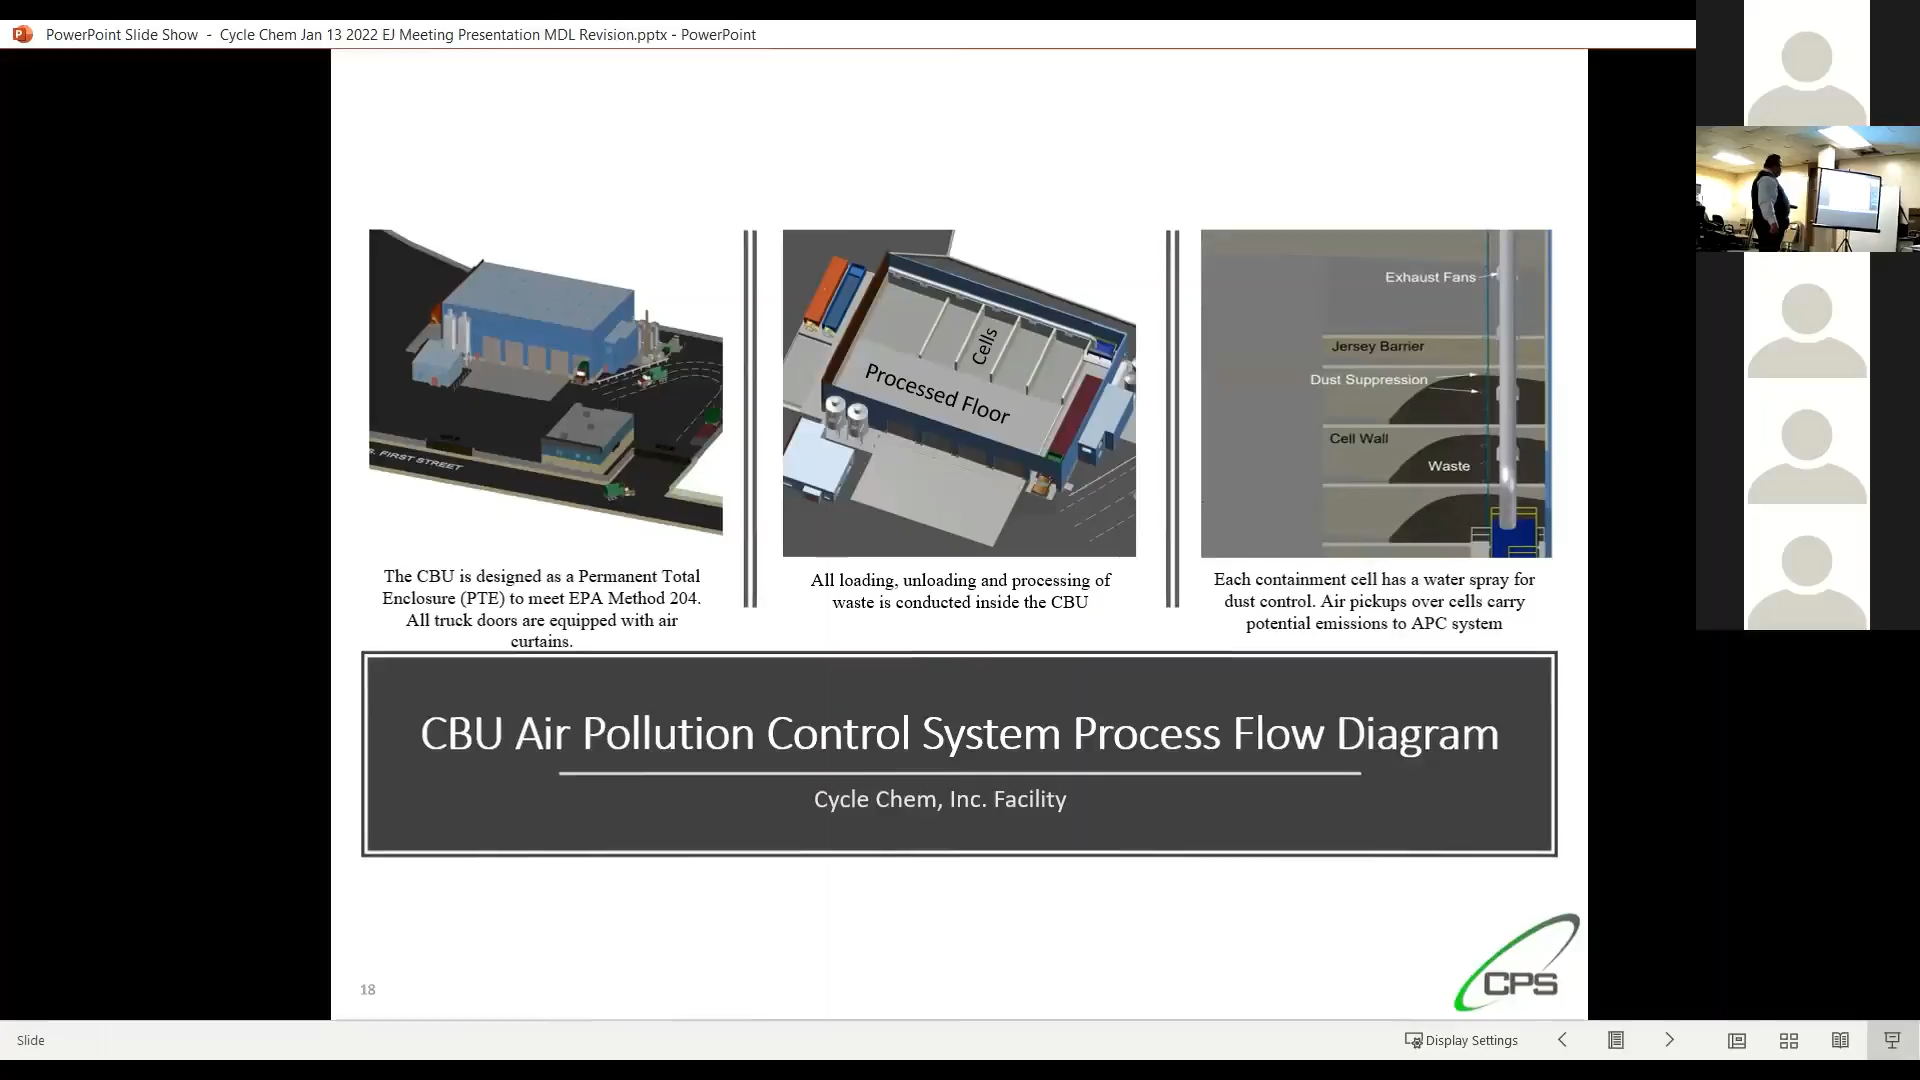 PowerPoint Slide Show - Cycle Chem Jan 13 2022 EJ Meeting Presentation MDL Revision.pptx - PowerPoint
S. FIRST STREET
Cells
Processed Floor
Exhaust Fans
Jersey Barrier
Dust Suppression
Cell Wall
Waste
The CBU is designed as a Permanent Total
Enclosure (PTE) to meet EPA Method 204.
All truck doors are equipped with air
curtains.
All loading, unloading and processing of
waste is conducted inside the CBU
Each containment cell has a water spray for
dust control. Air pickups over cells carry
potential emissions to APC system
CBU Air Pollution Control System Process Flow Diagram
Cycle Chem, Inc. Facility
18
CPS
Slide
Display Settings